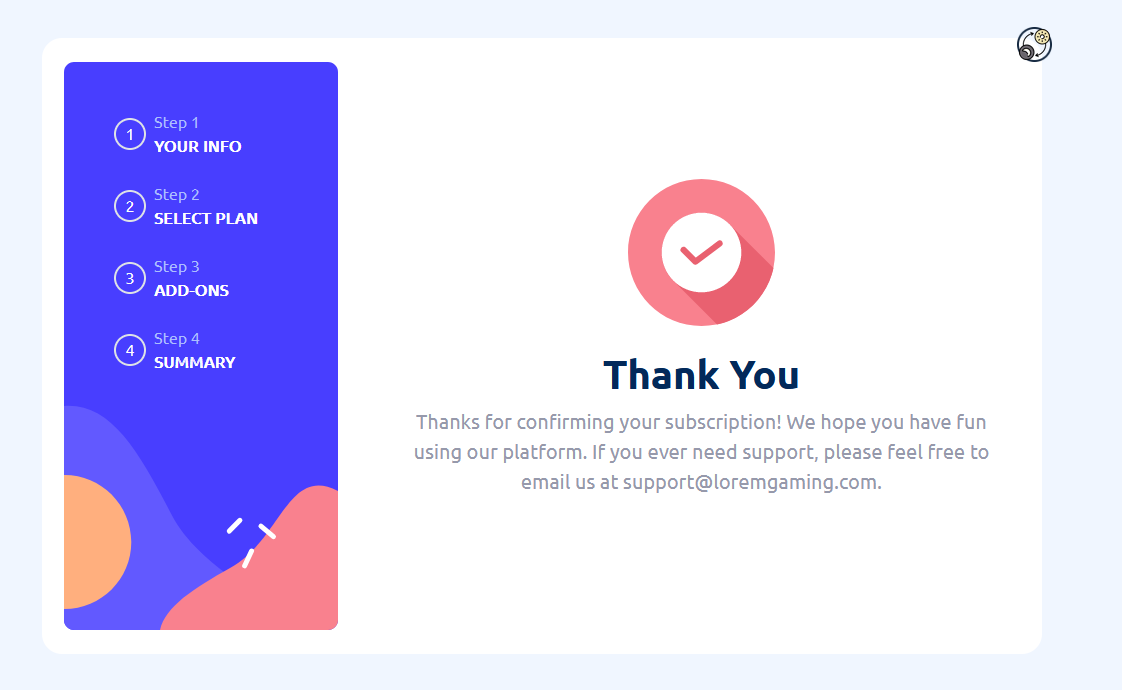 1
Step 1
YOUR INFO
2
Step 2
SELECT PLAN
3
Step 3
ADD-ONS
4
Step 4
SUMMARY
Thank You
Thanks for confirming your subscription! We hope you have fun
using our platform. If you ever need support, please feel free to
email us at support@loremgaming.com.